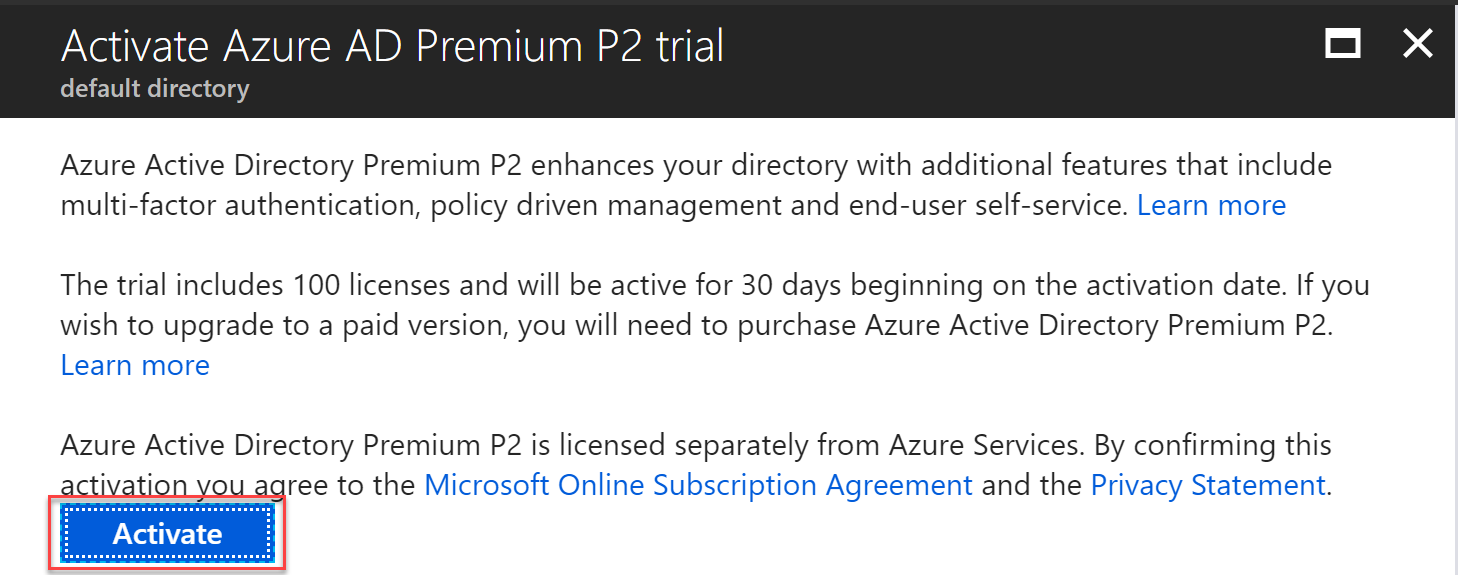 Activate Azure AD Premium P2 trial
default directory
Azure Active Directory Premium P2 enhances your directory with additional features that include
multi-factor authentication, policy driven management and end-user self-service. Learn more
The trial includes 100 licenses and will be active for 30 days beginning on the activation date. If you
wish to upgrade to a paid version, you will need to purchase Azure Active Directory Premium P2.
Learn more
Azure Active Directory Premium P2 is licensed separately from Azure Services. By confirming this
activation you agree to the Microsoft Online Subscription Agreement and the Privacy Statement.
Activate